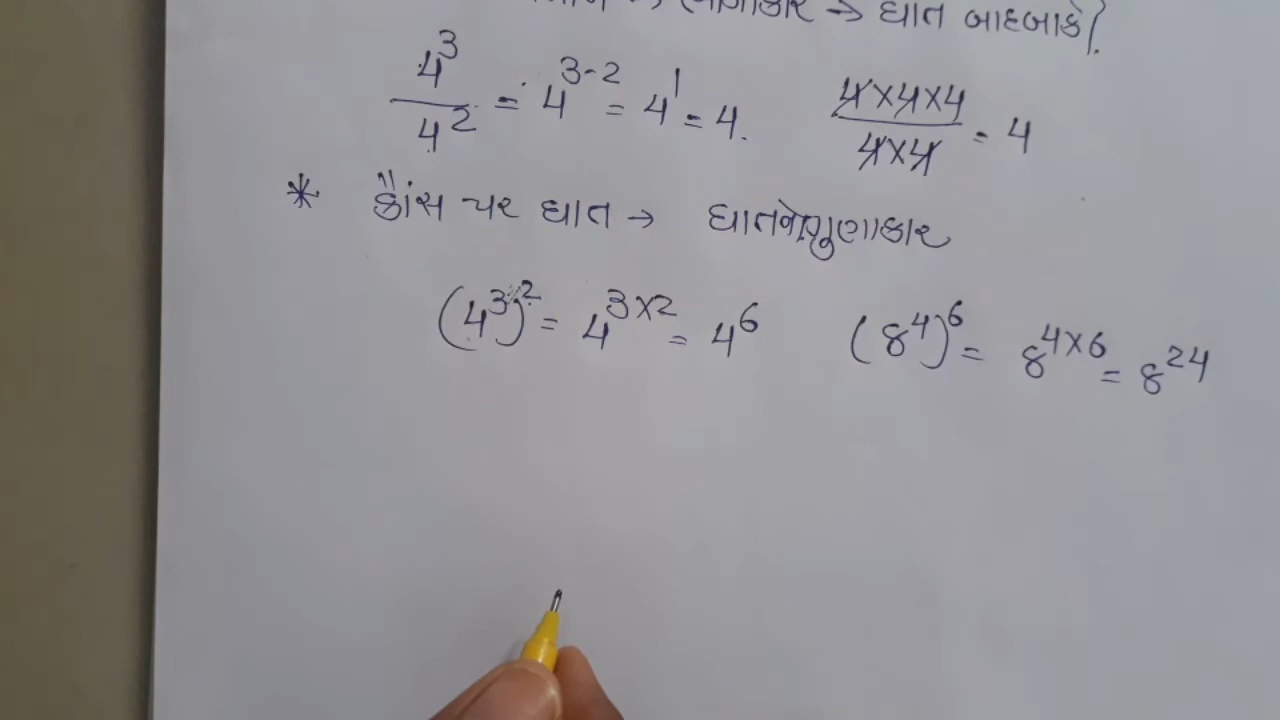 ભાગાકાર → ઘાત બાદબાકી
4³/4² = 4³⁻² = 4¹ = 4. 4×4×4/4×4 = 4
* કૌંસ પર ઘાત → ઘાતનો ગુણાકાર
(4³)² = 4³ˣ² = 4⁶ (8⁴)⁶ = 8⁴ˣ⁶ = 8²⁴